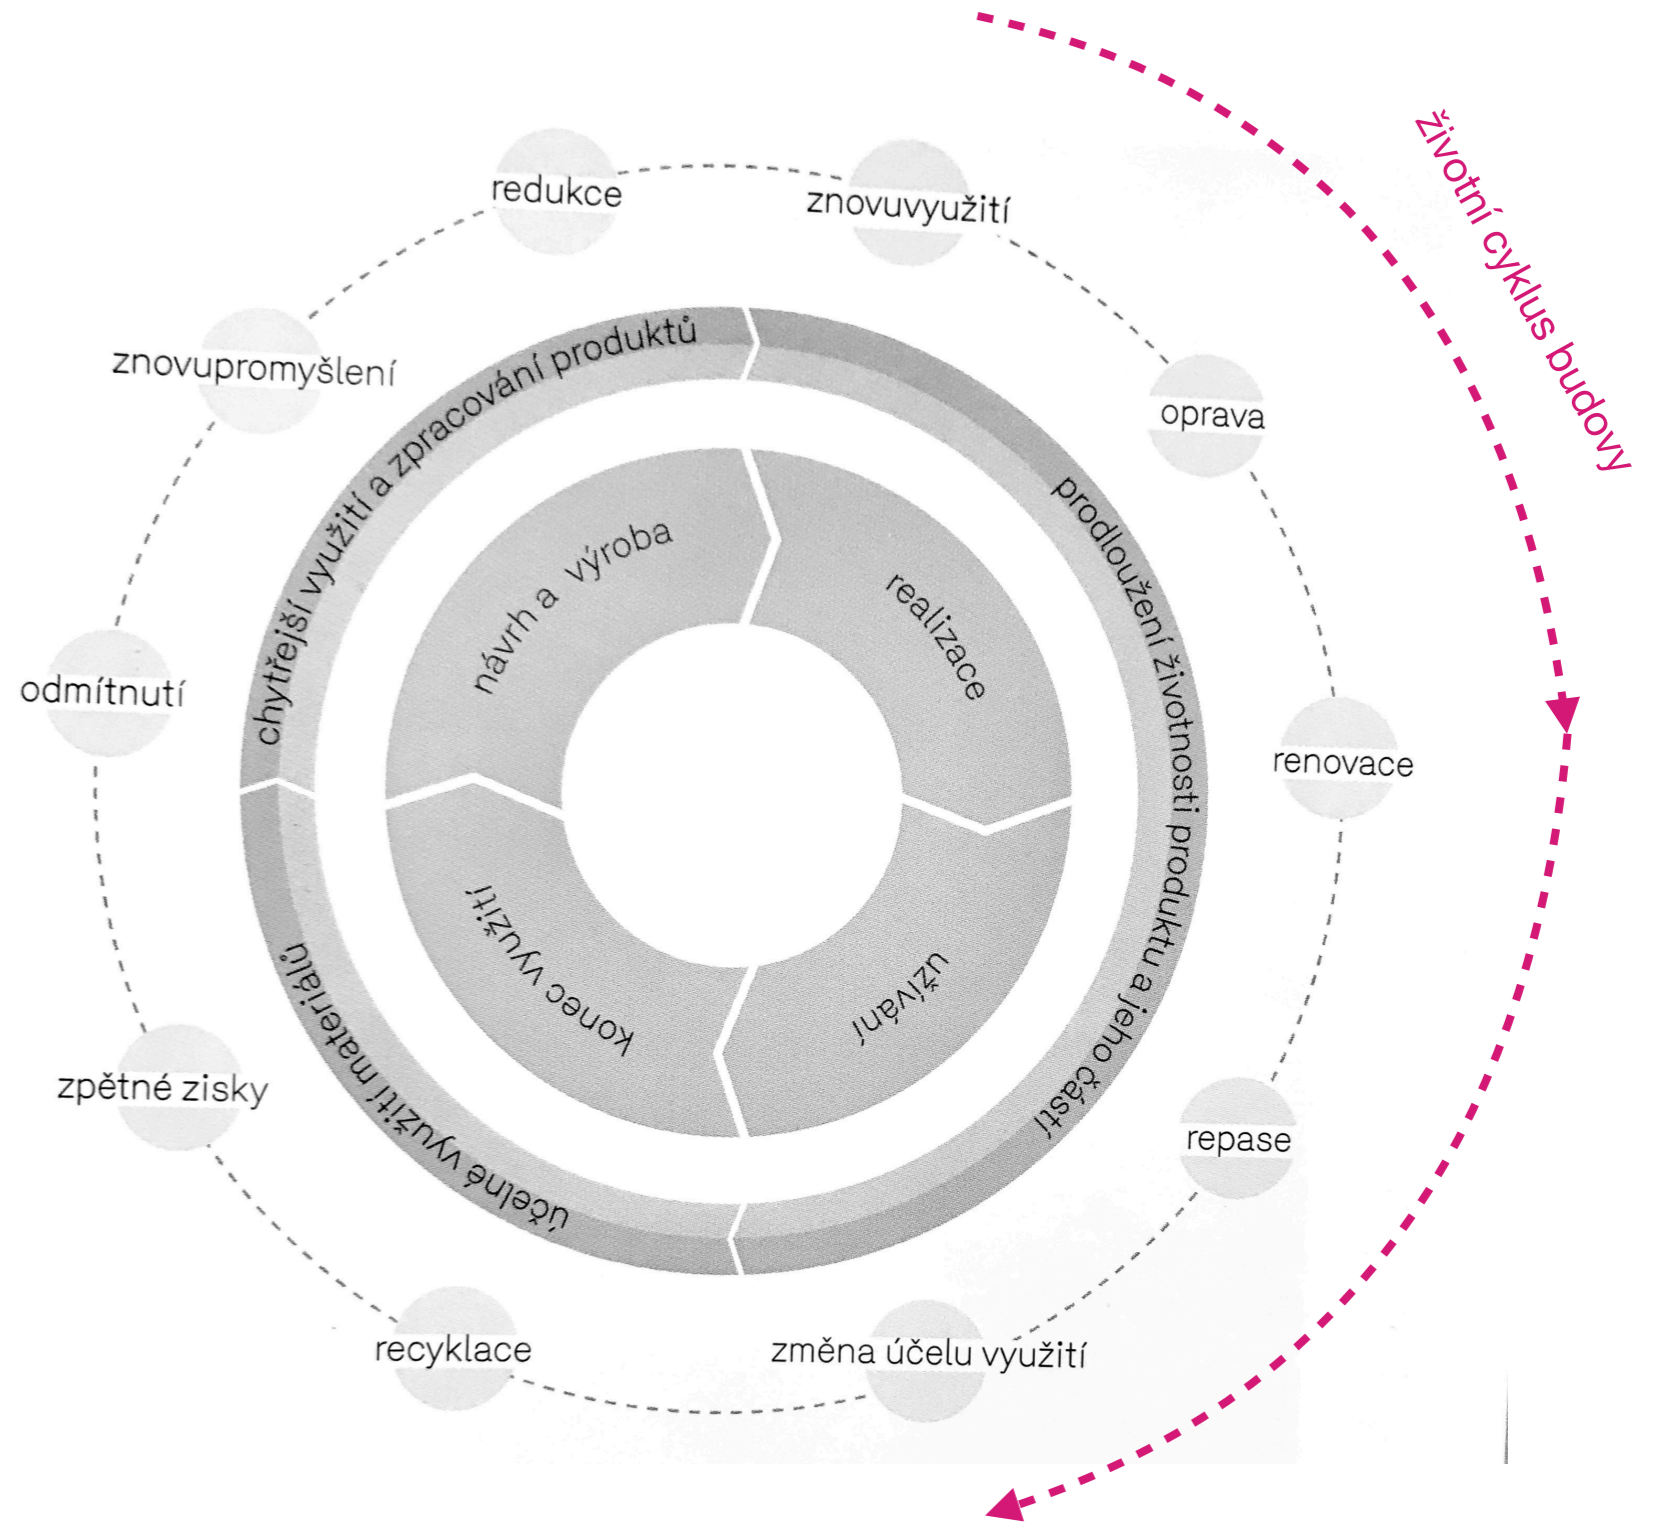 redukce
znovuvyužití
oprava
renovace
repase
změna účelu využití
recyklace
zpětné zisky
odmítnutí
znovupromyšlení
chytřejší využití a zpracování produktů
prodloužení životnosti produktu a jeho částí
účelné využití materiálů
návrh a výroba
realizace
užívání
konec využití
životní cyklus budovy